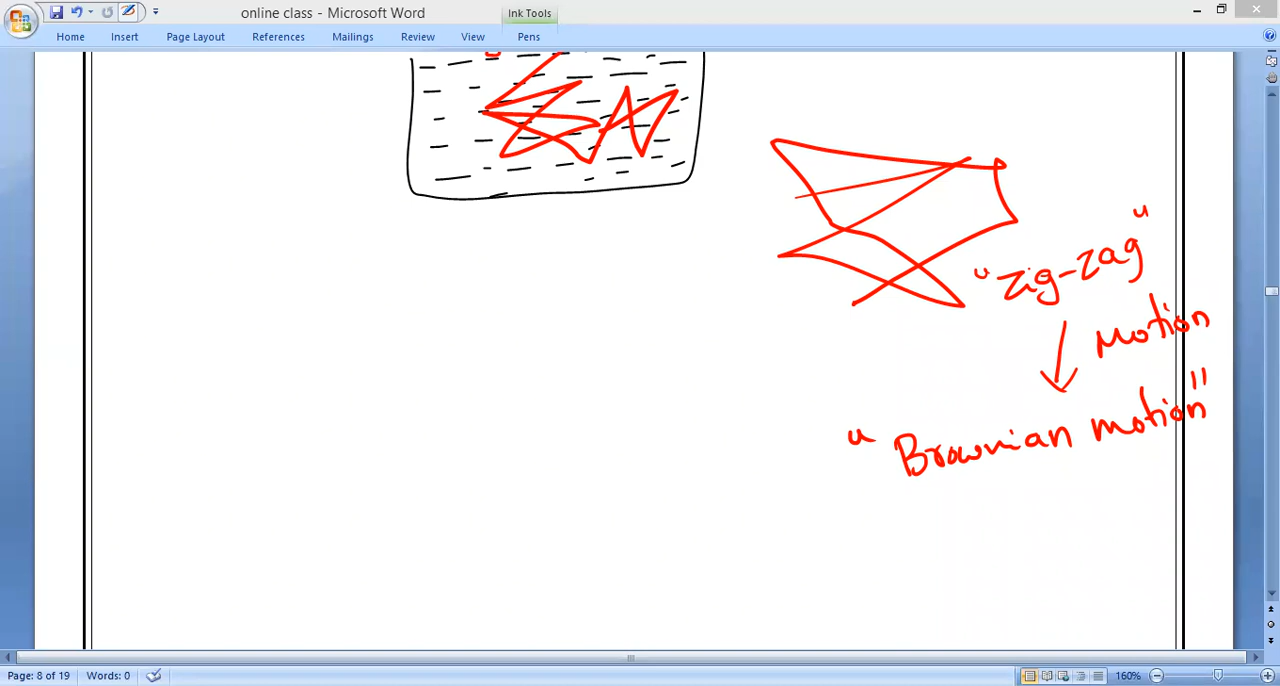 online class - Microsoft Word
Ink Tools
Home Insert Page Layout References Mailings Review View Pens
"zig-zag"
Motion
"Brownian motion"
Page: 8 of 19 Words: 0 160%